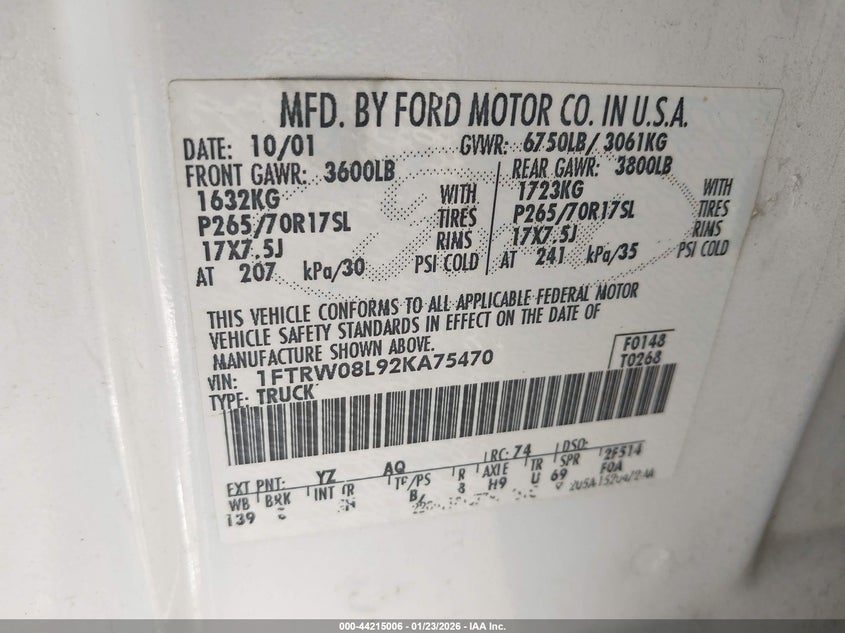 MFD. BY FORD MOTOR CO. IN U.S.A.
DATE: 10/01 GVWR: 6750LB/ 3061KG
FRONT GAWR: 3600LB REAR GAWR: 3800LB
1632KG WITH 1723KG WITH
P265/70R17SL TIRES P265/70R17SL TIRES
17X7.5J RIMS 17X7.5J RIMS
AT 207 kPa/30 PSI COLD AT 241 kPa/35 PSI COLD
THIS VEHICLE CONFORMS TO ALL APPLICABLE FEDERAL MOTOR
VEHICLE SAFETY STANDARDS IN EFFECT ON THE DATE OF
MANUFACTURE SHOWN ABOVE.
F0148
VIN: 1FTRW08L92KA75470
T0268
TYPE: TRUCK
EXT PNT: YZ AQ RC: 74 DSO:
WB BRK INT TR TP/PS R AXLE TR SPR 2F514
139 8 H9 U 69 FOA
000-44215006 - 01/23/2026 - IAA Inc.